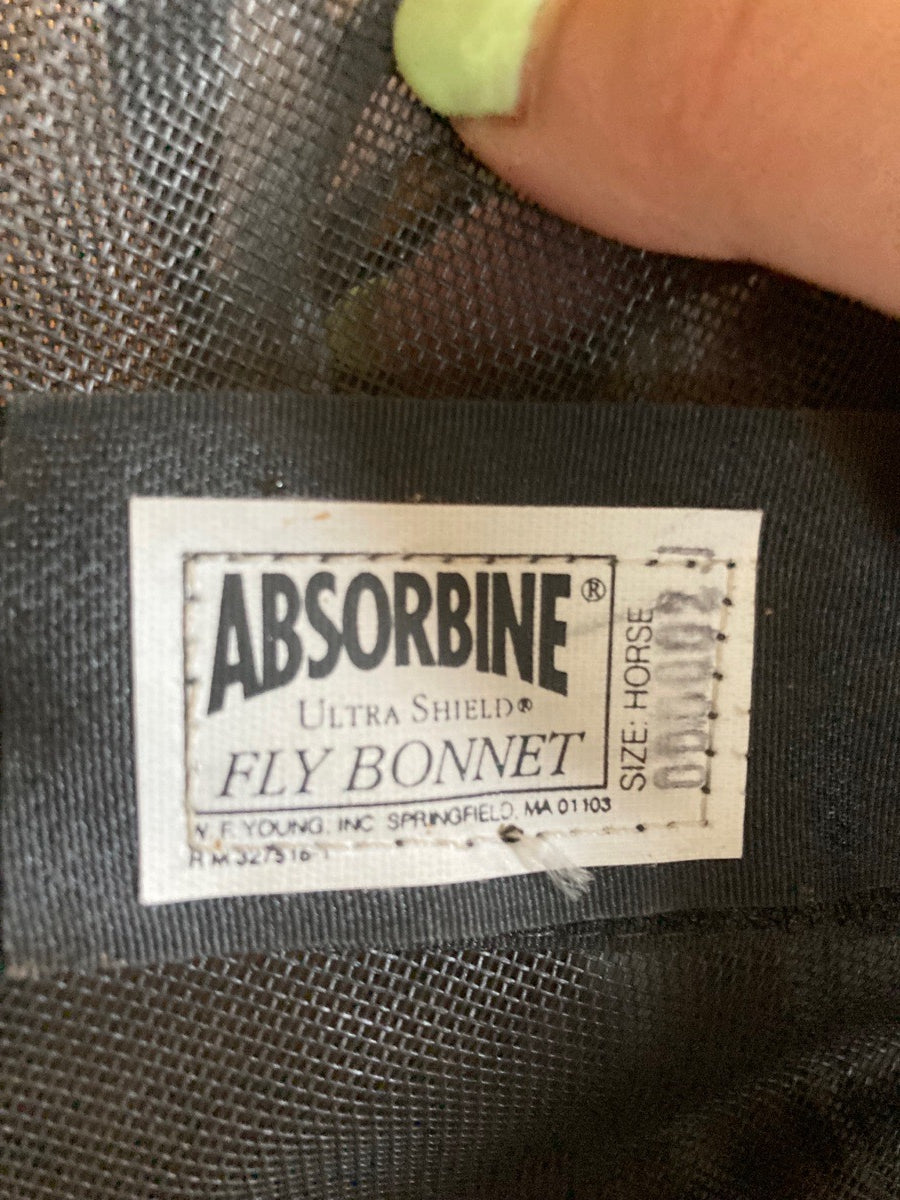 ABSORBINE®
ULTRA SHIELD®
FLY BONNET
W. F. YOUNG, INC SPRINGFIELD, MA 01103
SIZE: HORSE